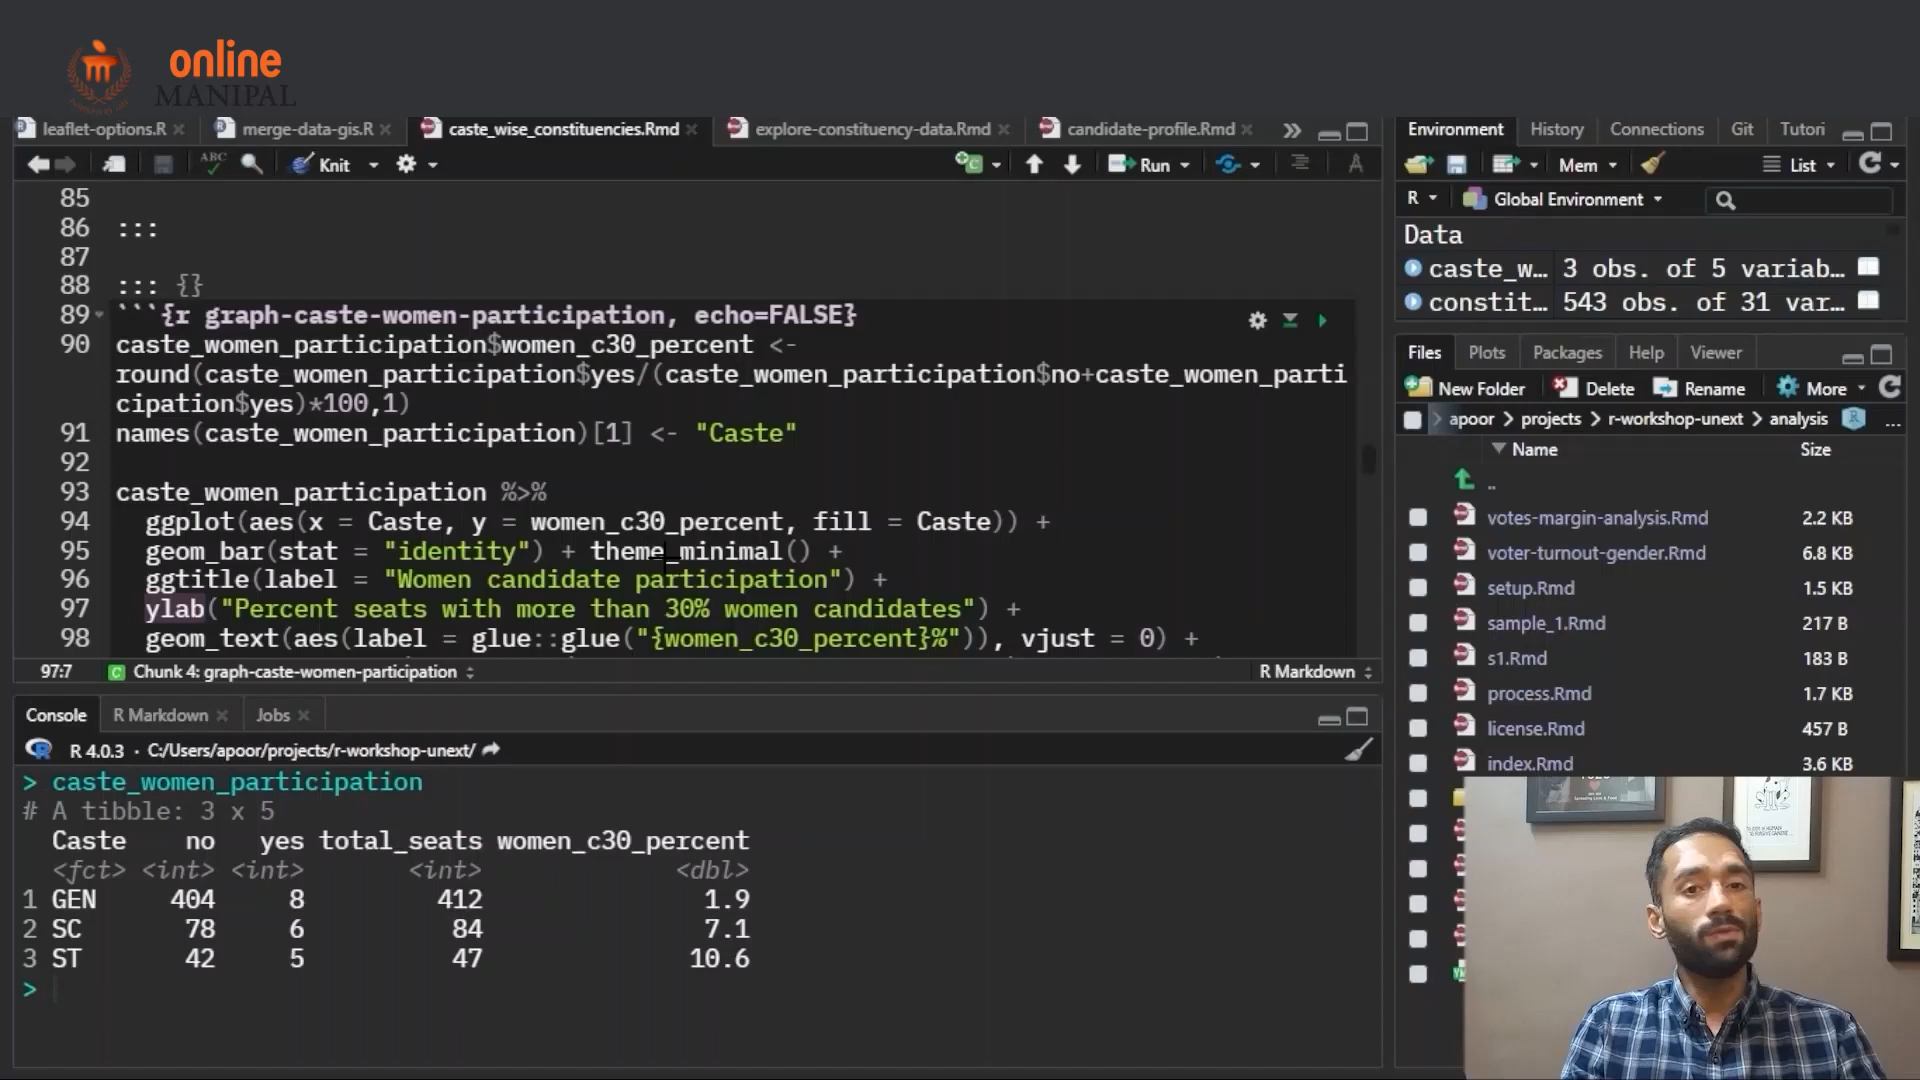 online
MANIPAL
leaflet-options.R
merge-data-gis.R
caste_wise_constituencies.Rmd
explore-constituency-data.Rmd
candidate-profile.Rmd
ABC
Knit
Run
85
86 :::
87
88 ::: {}
89 ```{r graph-caste-women-participation, echo=FALSE}
90 caste_women_participation$women_c30_percent <-
round(caste_women_participation$yes/(caste_women_participation$no+caste_women_parti
cipation$yes)*100,1)
91 names(caste_women_participation)[1] <- "Caste"
92
93 caste_women_participation %>%
94 ggplot(aes(x = Caste, y = women_c30_percent, fill = Caste)) +
95 geom_bar(stat = "identity") + theme_minimal() +
96 ggtitle(label = "Women candidate participation") +
97 ylab("Percent seats with more than 30% women candidates") +
98 geom_text(aes(label = glue::glue("{women_c30_percent}%")), vjust = 0) +
97:7 Chunk 4: graph-caste-women-participation R Markdown
Console R Markdown Jobs
R 4.0.3 · C:/Users/apoor/projects/r-workshop-unext/
> caste_women_participation
# A tibble: 3 x 5
Caste no yes total_seats women_c30_percent
<fct> <int> <int> <int> <dbl>
1 GEN 404 8 412 1.9
2 SC 78 6 84 7.1
3 ST 42 5 47 10.6
>
Environment History Connections Git Tutori
Mem List
R Global Environment
Data
caste_w… 3 obs. of 5 variab…
constit… 543 obs. of 31 var…
Files Plots Packages Help Viewer
New Folder Delete Rename More
apoor > projects > r-workshop-unext > analysis ...
Name Size
..
votes-margin-analysis.Rmd 2.2 KB
voter-turnout-gender.Rmd 6.8 KB
setup.Rmd 1.5 KB
sample_1.Rmd 217 B
s1.Rmd 183 B
process.Rmd 1.7 KB
license.Rmd 457 B
index.Rmd 3.6 KB